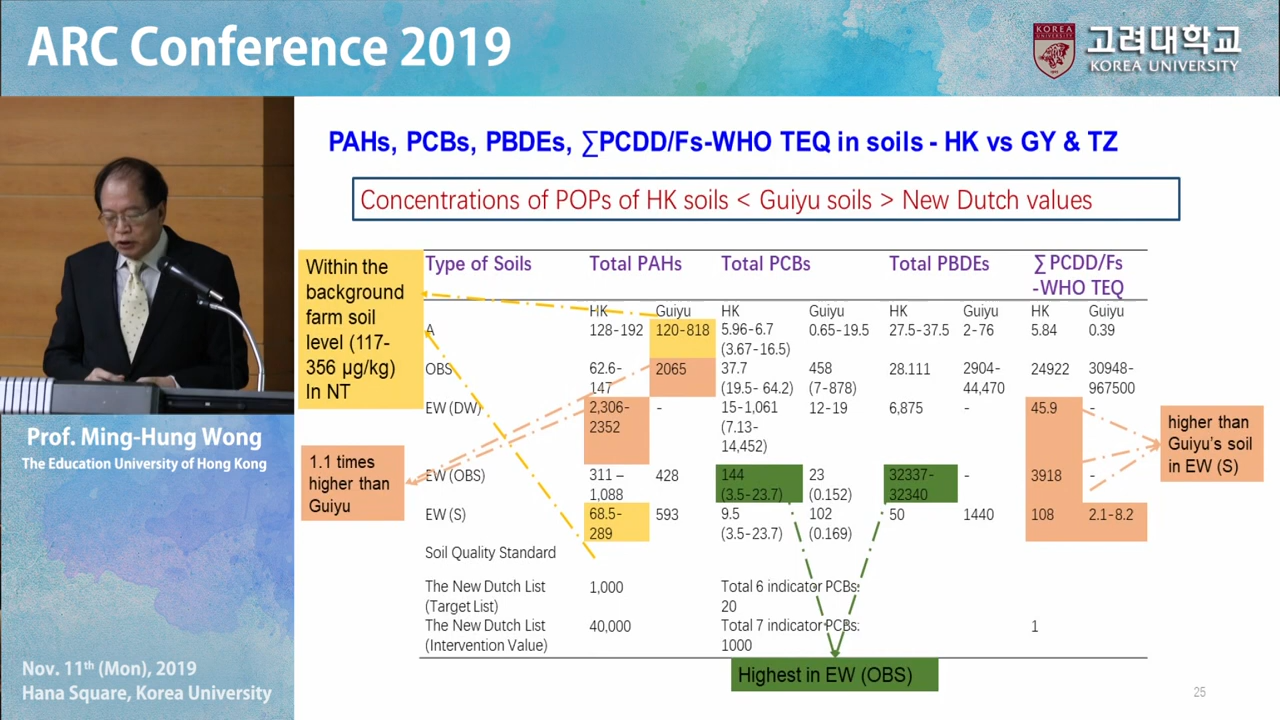 ARC Conference 2019
KOREA
UNIVERSITY
고려대학교
KOREA UNIVERSITY
PAHs, PCBs, PBDEs, ∑PCDD/Fs-WHO TEQ in soils - HK vs GY & TZ
Concentrations of POPs of HK soils < Guiyu soils > New Dutch values
Within the
background
farm soil
level (117-
356 µg/kg)
In NT
1.1 times
higher than
Guiyu
Type of Soils Total PAHs Total PCBs Total PBDEs ∑ PCDD/Fs
-WHO TEQ
HK Guiyu HK Guiyu HK Guiyu HK Guiyu
A 128-192 120-818 5.96-6.7 0.65-19.5 27.5-37.5 2-76 5.84 0.39
(3.67-16.5)
OBS 62.6- 2065 37.7 458 28.111 2904- 24922 30948-
147 (19.5- 64.2) (7-878) 44,470 967500
EW (DW) 2,306- - 15-1,061 12-19 6,875 - 45.9 -
2352 (7.13-
14,452)
EW (OBS) 311 – 428 144 23 32337- - 3918 -
1,088 (3.5-23.7) (0.152) 32340
EW (S) 68.5- 593 9.5 102 50 1440 108 2.1-8.2
289 (3.5-23.7) (0.169)
Soil Quality Standard
The New Dutch List 1,000 Total 6 indicator PCBs:
(Target List) 20
The New Dutch List 40,000 Total 7 indicator PCBs: 1
(Intervention Value) 1000
higher than
Guiyu's soil
in EW (S)
Highest in EW (OBS)
25
Prof. Ming-Hung Wong
The Education University of Hong Kong
Nov. 11th (Mon), 2019
Hana Square, Korea University